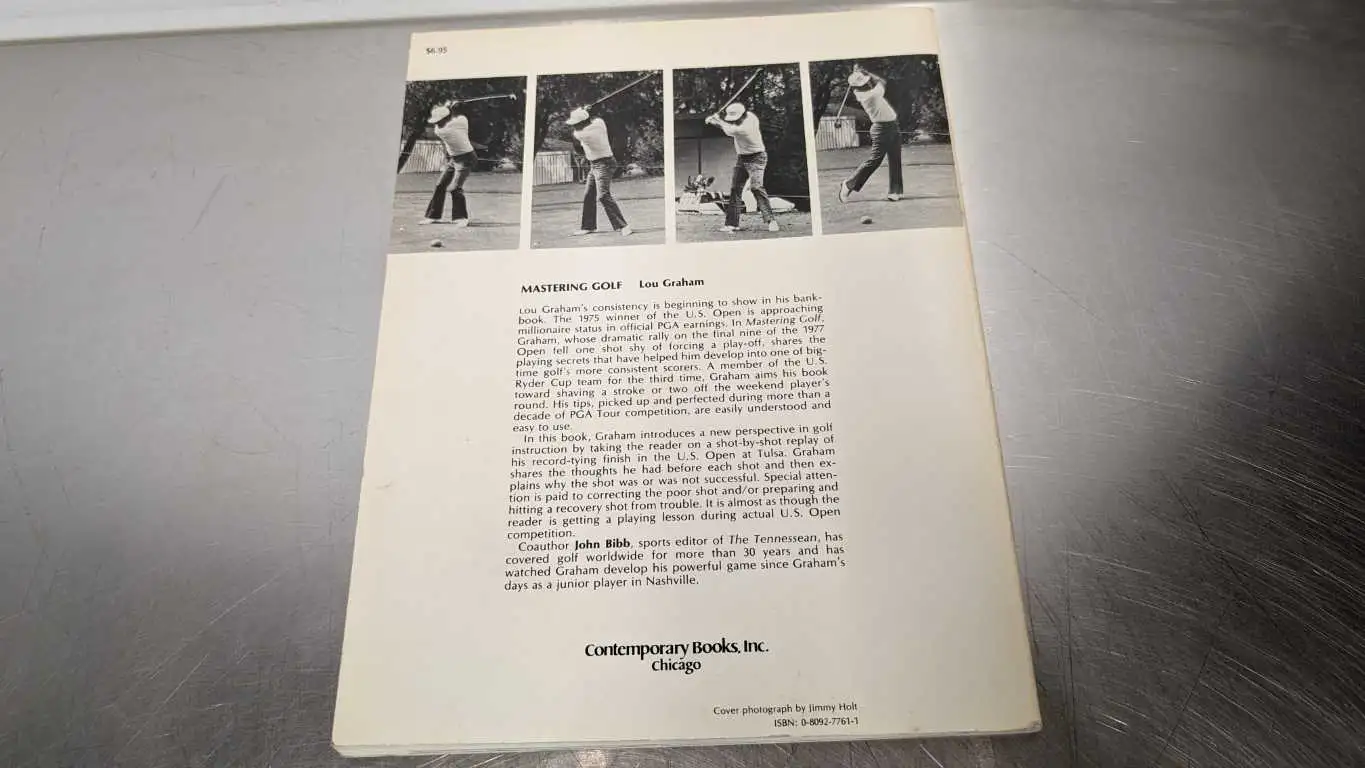 $6.95
MASTERING GOLF Lou Graham
Lou Graham's consistency is beginning to show in his bank-
book. The 1975 winner of the U.S. Open is approaching
millionaire status in official PGA earnings. In Mastering Golf,
Graham, whose dramatic rally on the final nine of the 1977
Open fell one shot shy of forcing a play-off, shares the
playing secrets that have helped him develop into one of big-
time golf's more consistent scorers. A member of the U.S.
Ryder Cup team for the third time, Graham aims his book
toward shaving a stroke or two off the weekend player's
round. His tips, picked up and perfected during more than a
decade of PGA Tour competition, are easily understood and
easy to use.
In this book, Graham introduces a new perspective in golf
instruction by taking the reader on a shot-by-shot replay of
his record-tying finish in the U.S. Open at Tulsa. Graham
shares the thoughts he had before each shot and then ex-
plains why the shot was or was not successful. Special atten-
tion is paid to correcting the poor shot and/or preparing and
hitting a recovery shot from trouble. It is almost as though the
reader is getting a playing lesson during actual U.S. Open
competition.
Coauthor John Bibb, sports editor of The Tennessean, has
covered golf worldwide for more than 30 years and has
watched Graham develop his powerful game since Graham's
days as a junior player in Nashville.
Contemporary Books, Inc.
Chicago
Cover photograph by Jimmy Holt
ISBN: 0-8092-7761-1